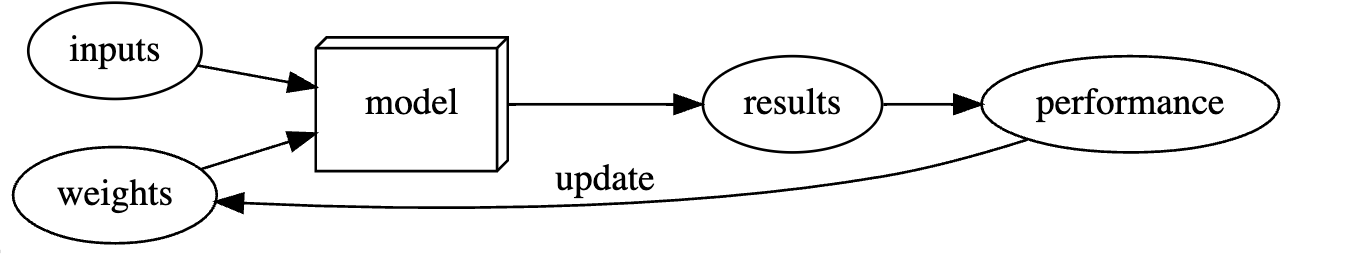 inputs
model
results
performance
weights
update